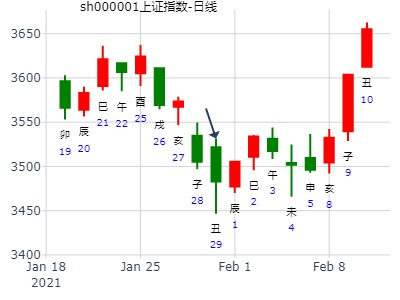 sh000001上证指数-日线
3650
3600
3550
3500
3450
3400
卯
19
辰
20
巳
21
午
22
酉
25
戌
26
亥
27
子
28
丑
29
辰
1
巳
2
午
3
未
4
申
5
亥
8
子
9
丑
10
Jan 18
2021
Jan 25
Feb 1
Feb 8